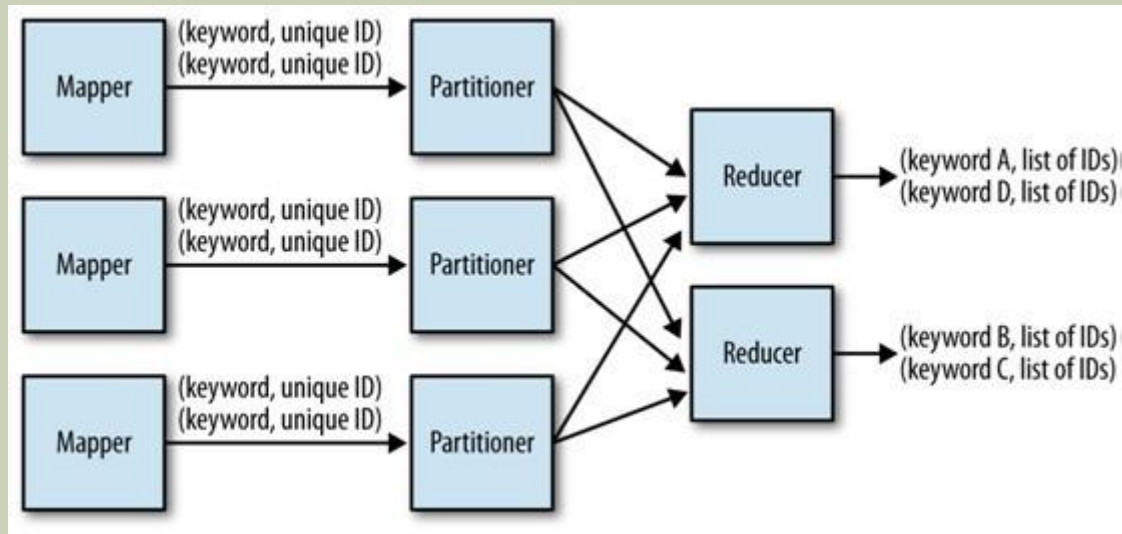 (keyword, unique ID)
(keyword, unique ID)
Mapper
Partitioner
Reducer
(keyword A, list of IDs)
(keyword D, list of IDs)
(keyword, unique ID)
(keyword, unique ID)
Mapper
Partitioner
Reducer
(keyword B, list of IDs)
(keyword C, list of IDs)
(keyword, unique ID)
(keyword, unique ID)
Mapper
Partitioner